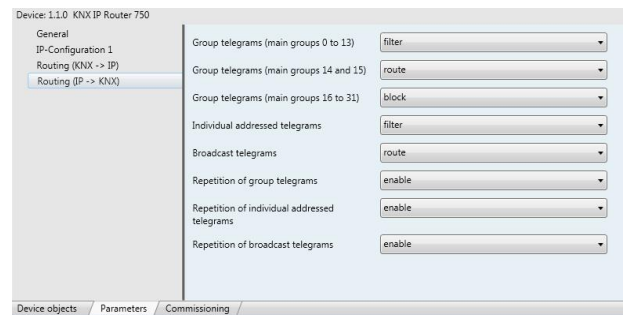 Device: 1.1.0 KNX IP Router 750
General
IP-Configuration 1
Routing (KNX -> IP)
Routing (IP -> KNX)
Group telegrams (main groups 0 to 13) filter
Group telegrams (main groups 14 and 15) route
Group telegrams (main groups 16 to 31) block
Individual addressed telegrams filter
Broadcast telegrams route
Repetition of group telegrams enable
Repetition of individual addressed enable
telegrams
Repetition of broadcast telegrams enable
Device objects Parameters Commissioning